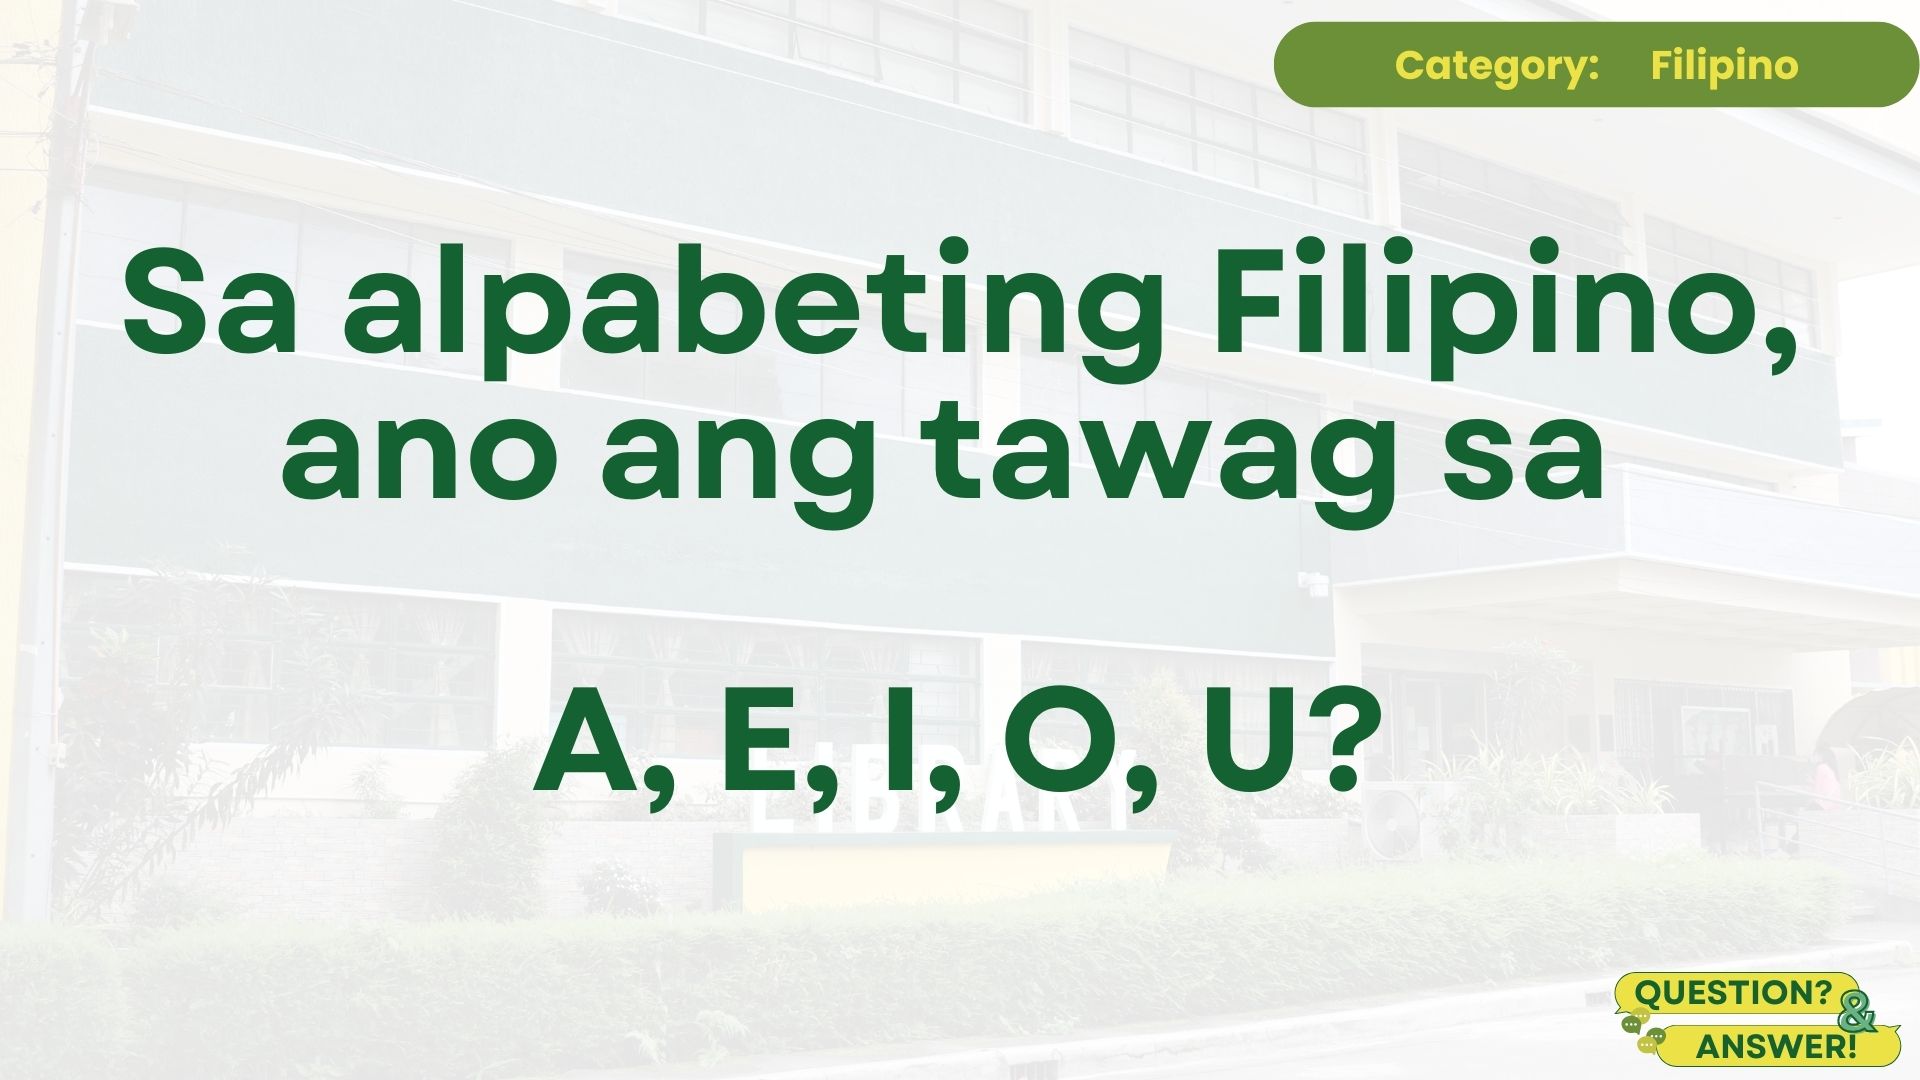 Category: Filipino
Sa alpabeting Filipino,
ano ang tawag sa
A, E, I, O, U?
LIBRARY
QUESTION?
&
ANSWER!